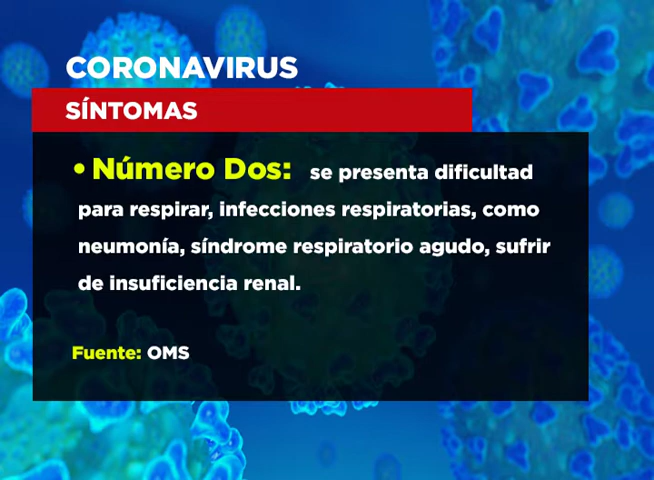 CORONAVIRUS
SÍNTOMAS
• Número Dos: se presenta dificultad
para respirar, infecciones respiratorias, como
neumonía, síndrome respiratorio agudo, sufrir
de insuficiencia renal.
Fuente: OMS